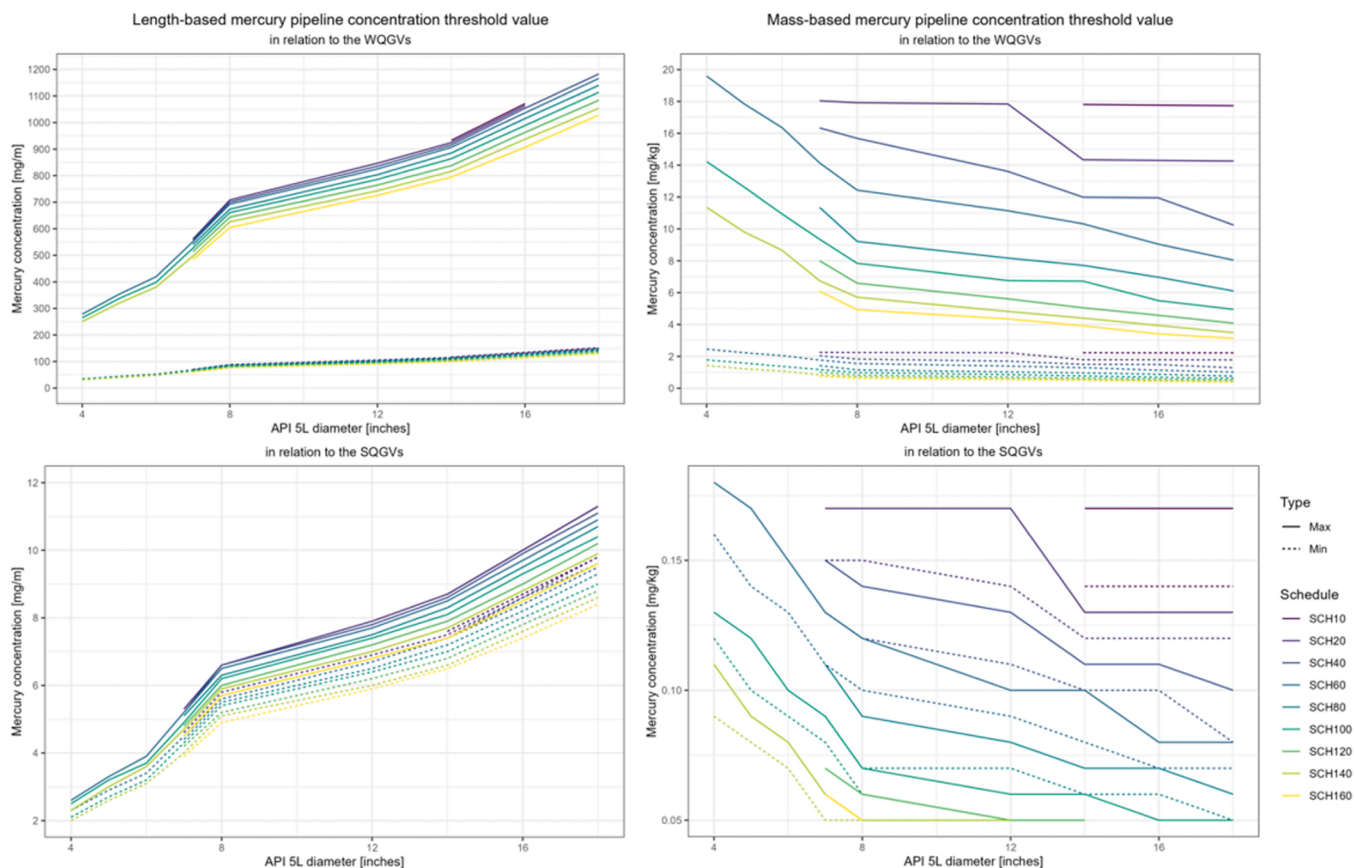 Length-based mercury pipeline concentration threshold value
in relation to the WQGVs
Mercury concentration [mg/m]
1200
1100
1000
900
800
700
600
500
400
300
200
100
0
4
8
12
16
API 5L diameter [inches]
Mass-based mercury pipeline concentration threshold value
in relation to the WQGVs
Mercury concentration [mg/kg]
20
18
16
14
12
10
8
6
4
2
0
4
8
12
16
API 5L diameter [inches]
in relation to the SQGVs
Mercury concentration [mg/m]
12
10
8
6
4
2
4
8
12
16
API 5L diameter [inches]
in relation to the SQGVs
Mercury concentration [mg/kg]
0.15
0.10
0.05
4
8
12
16
API 5L diameter [inches]
Type
Max
Min
Schedule
SCH10
SCH20
SCH40
SCH60
SCH80
SCH100
SCH120
SCH140
SCH160